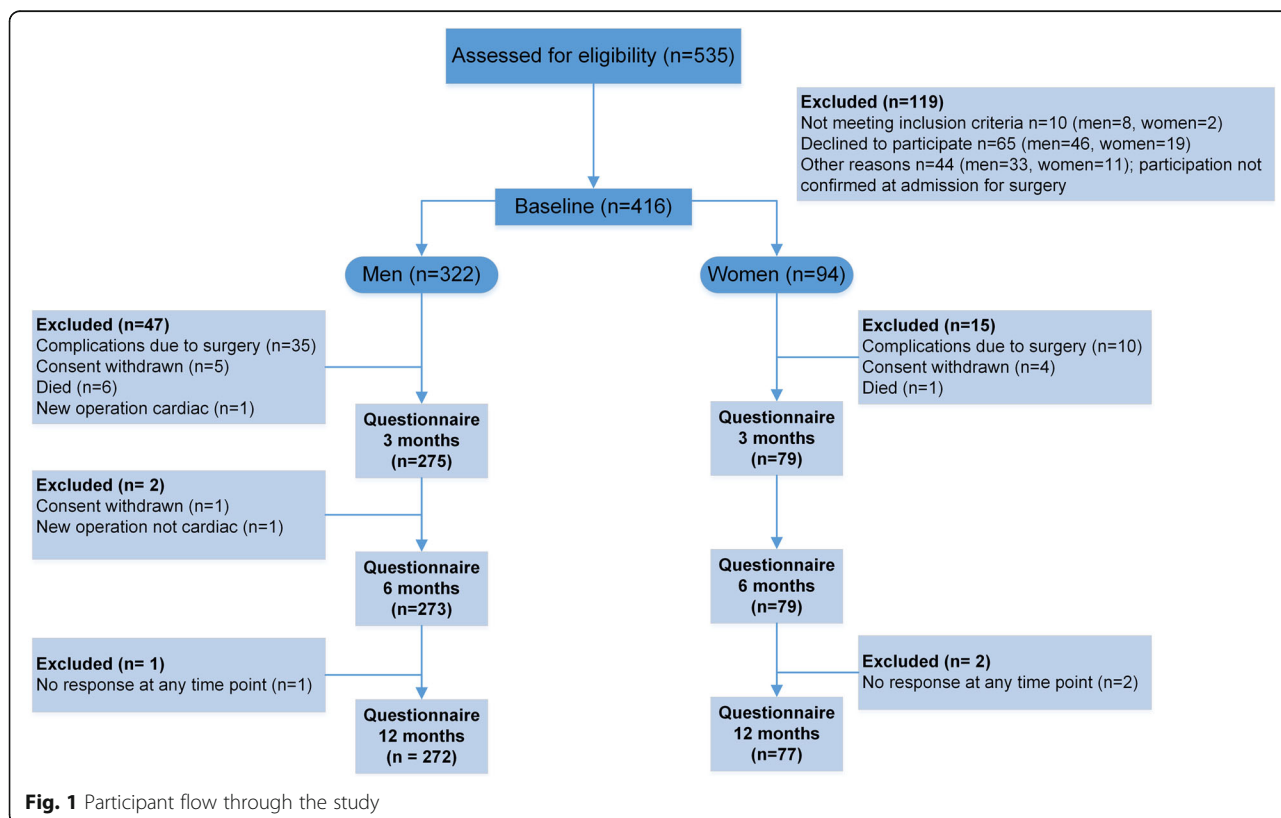 Assessed for eligibility (n=535)
Excluded (n=119)
Not meeting inclusion criteria n=10 (men=8, women=2)
Declined to participate n=65 (men=46, women=19)
Other reasons n=44 (men=33, women=11); participation not
confirmed at admission for surgery
Baseline (n=416)
Men (n=322)
Women (n=94)
Excluded (n=47)
Complications due to surgery (n=35)
Consent withdrawn (n=5)
Died (n=6)
New operation cardiac (n=1)
Excluded (n=15)
Complications due to surgery (n=10)
Consent withdrawn (n=4)
Died (n=1)
Questionnaire
3 months
(n=275)
Questionnaire
3 months
(n=79)
Excluded (n= 2)
Consent withdrawn (n=1)
New operation not cardiac (n=1)
Questionnaire
6 months
(n=273)
Questionnaire
6 months
(n=79)
Excluded (n= 1)
No response at any time point (n=1)
Excluded (n= 2)
No response at any time point (n=2)
Questionnaire
12 months
(n = 272)
Questionnaire
12 months
(n=77)
Fig. 1 Participant flow through the study